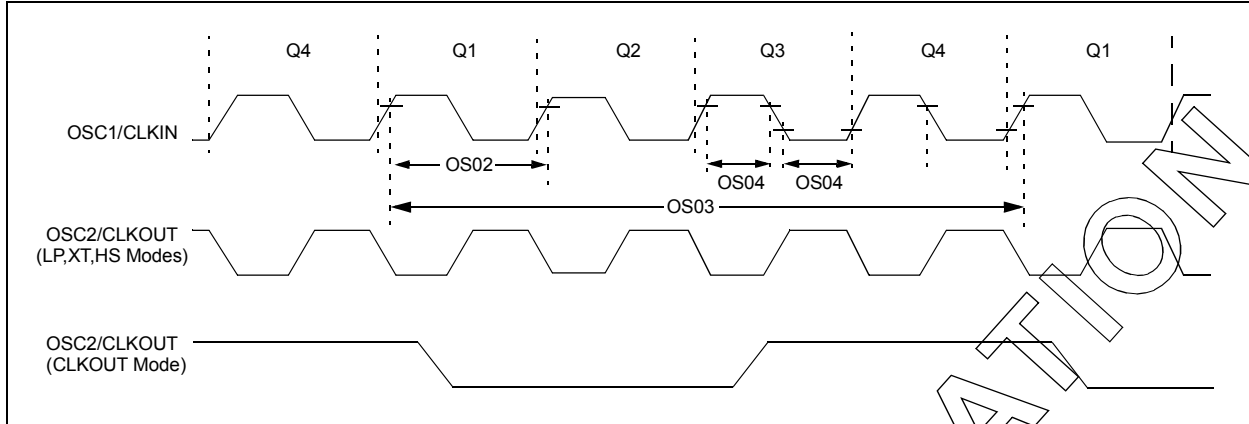 Q4 Q1 Q2 Q3 Q4 Q1
OSC1/CLKIN
OS02
OS04 OS04
OS03
OSC2/CLKOUT
(LP,XT,HS Modes)
OSC2/CLKOUT
(CLKOUT Mode)
ATION